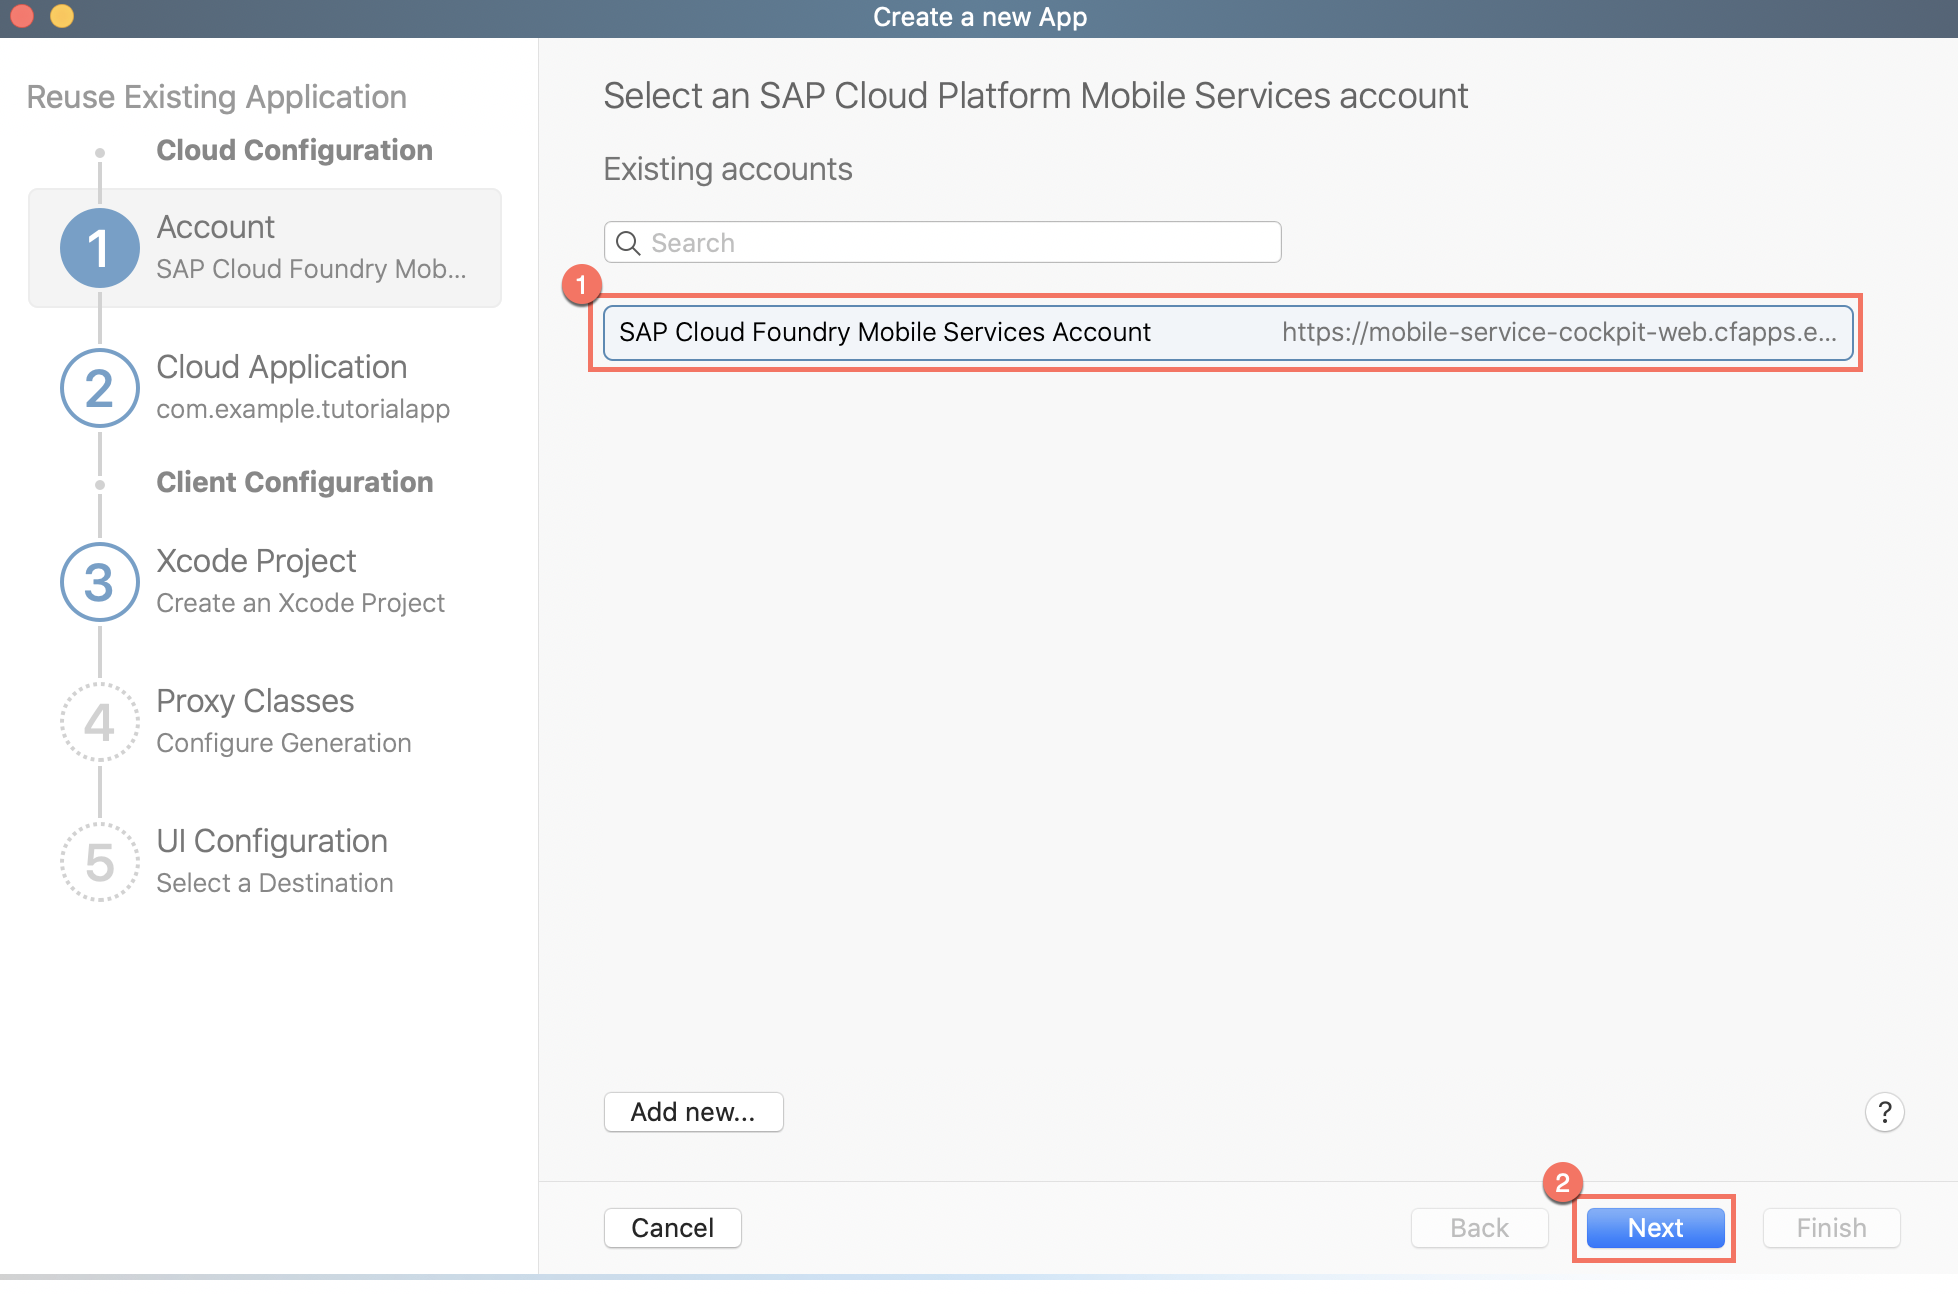 Create a new App
Reuse Existing Application
Cloud Configuration
1
Account
SAP Cloud Foundry Mob...
2
Cloud Application
com.example.tutorialapp
Client Configuration
3
Xcode Project
Create an Xcode Project
4
Proxy Classes
Configure Generation
5
UI Configuration
Select a Destination
Select an SAP Cloud Platform Mobile Services account
Existing accounts
Search
1
SAP Cloud Foundry Mobile Services Account https://mobile-service-cockpit-web.cfapps.e...
Add new...
?
2
Cancel Back Next Finish